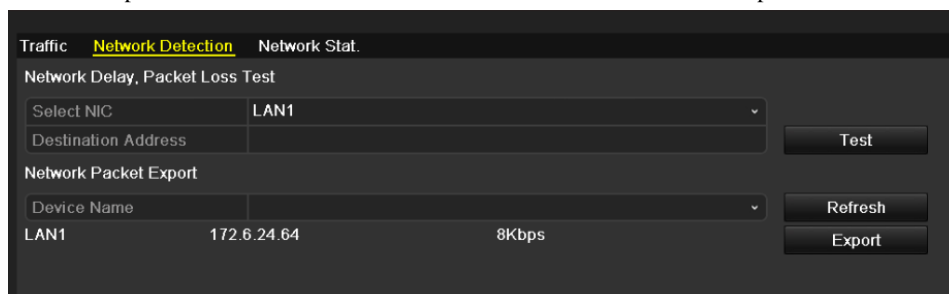 Traffic Network Detection Network Stat.
Network Delay, Packet Loss Test
Select NIC LAN1
Destination Address Test
Network Packet Export
Device Name Refresh
LAN1 172.6.24.64 8Kbps Export